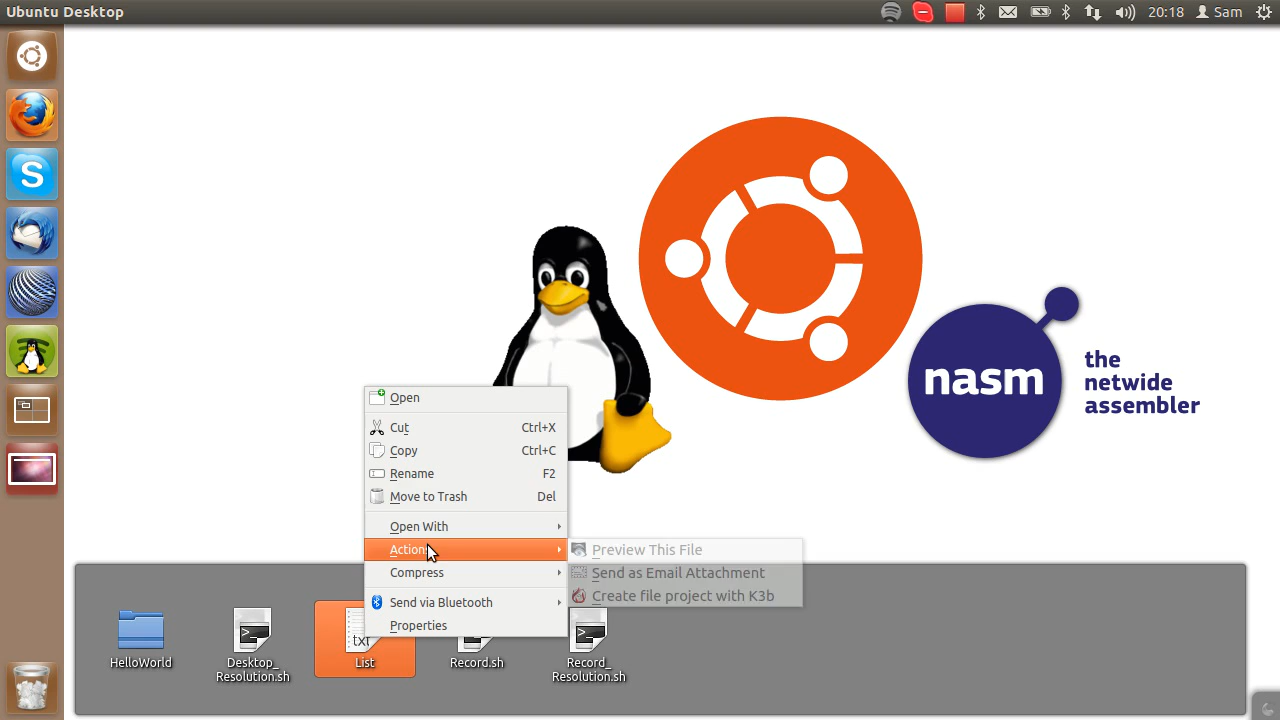 Ubuntu Desktop
20:18
Sam
S
nasm
the
netwide
assembler
Open
Cut Ctrl+X
Copy Ctrl+C
Rename F2
Move to Trash Del
Open With
Actions
Compress
Send via Bluetooth
Properties
Preview This File
Send as Email Attachment
Create file project with K3b
txt
HelloWorld
Desktop_
Resolution.sh
List
Record.sh
Record_
Resolution.sh